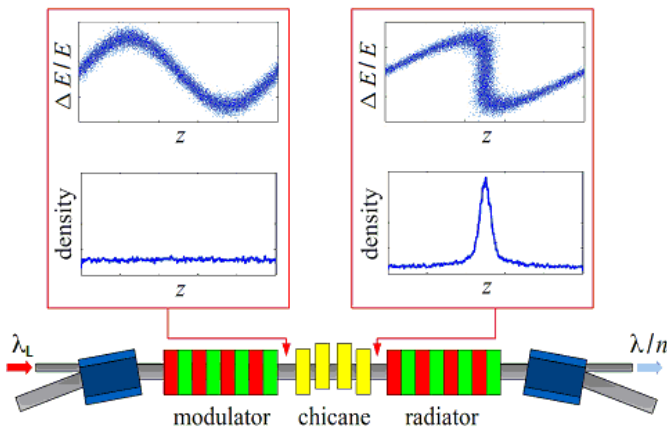 ΔE/E
z
density
z
ΔE/E
z
density
z
λL
λ/n
modulator
chicane
radiator